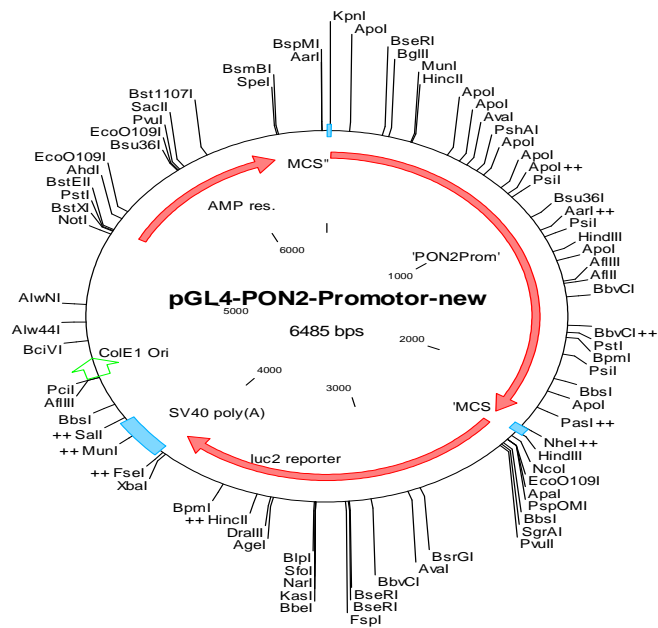 KpnI
ApoI
BspMI
AarI
BseRI
BglII
BsmBI
SpeI
MunI
HincII
Bst1107I
SacII
PvuI
EcoO109I
Bsu36I
ApoI
ApoI
AvaI
PshAI
ApoI
ApoI
ApoI++
PsiI
EcoO109I
AhdI
BstEII
PstI
BstXI
NotI
Bsu36I
AarI++
PsiI
HindIII
ApoI
AflIII
AflII
BbvCI
MCS"
AMP res.
6000
'PON2Prom'
1000
pGL4-PON2-Promotor-new
5000
6485 bps
2000
4000
3000
AlwNI
Alw44I
BciVI
ColE1 Ori
PciI
AflIII
BbsI
++ SalI
++ MunI
++ FseI
XbaI
BbvCI++
PstI
BpmI
PsiI
BbsI
ApoI
PasI++
'MCS
SV40 poly(A)
luc2 reporter
NheI++
HindIII
NcoI
EcoO109I
ApaI
PspOMI
BbsI
SgrAI
PvuII
BpmI
++ HincII
DraIII
AgeI
BlpI
SfoI
NarI
KasI
BbeI
BsrGI
AvaI
BbvCI
BseRI
BseRI
FspI